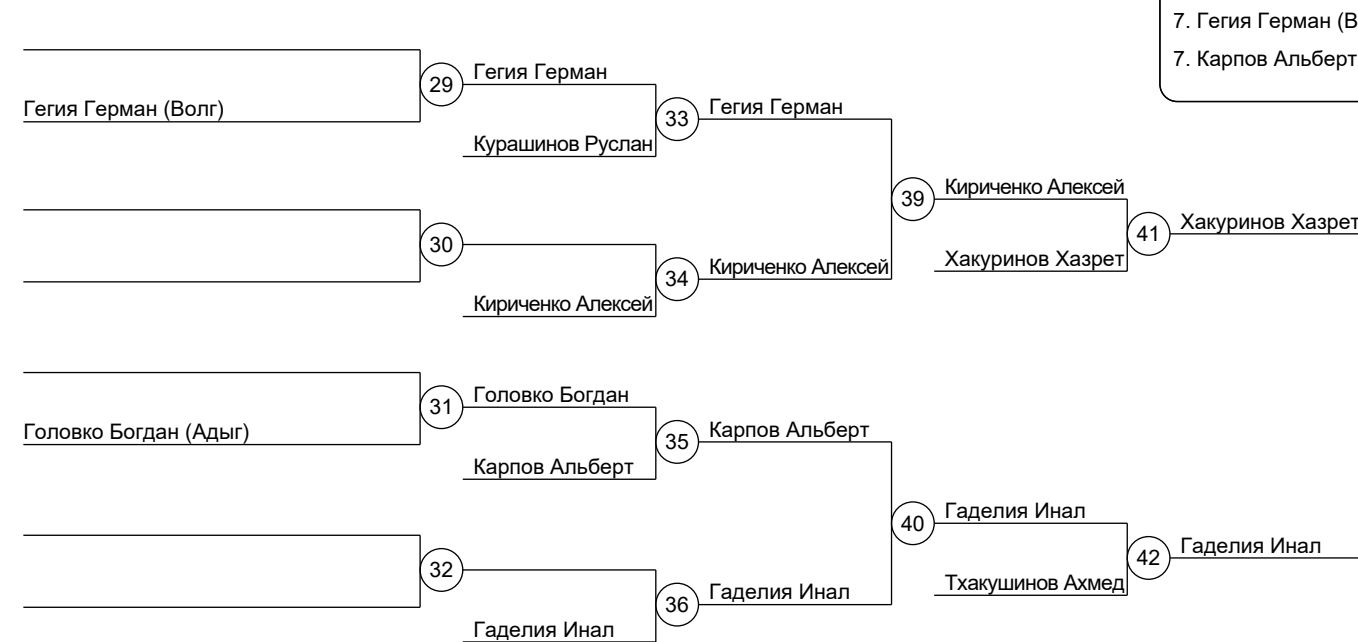 7. Гегия Герман (В
7. Карпов Альберт
29
Гегия Герман
Гегия Герман (Волг)
33
Гегия Герман
Курашинов Руслан
39
Кириченко Алексей
30
41
Хакуринов Хазрет
34
Кириченко Алексей
Хакуринов Хазрет
Кириченко Алексей
31
Головко Богдан
Головко Богдан (Адыг)
35
Карпов Альберт
Карпов Альберт
40
Гаделия Инал
32
42
Гаделия Инал
36
Гаделия Инал
Тхакушинов Ахмед
Гаделия Инал